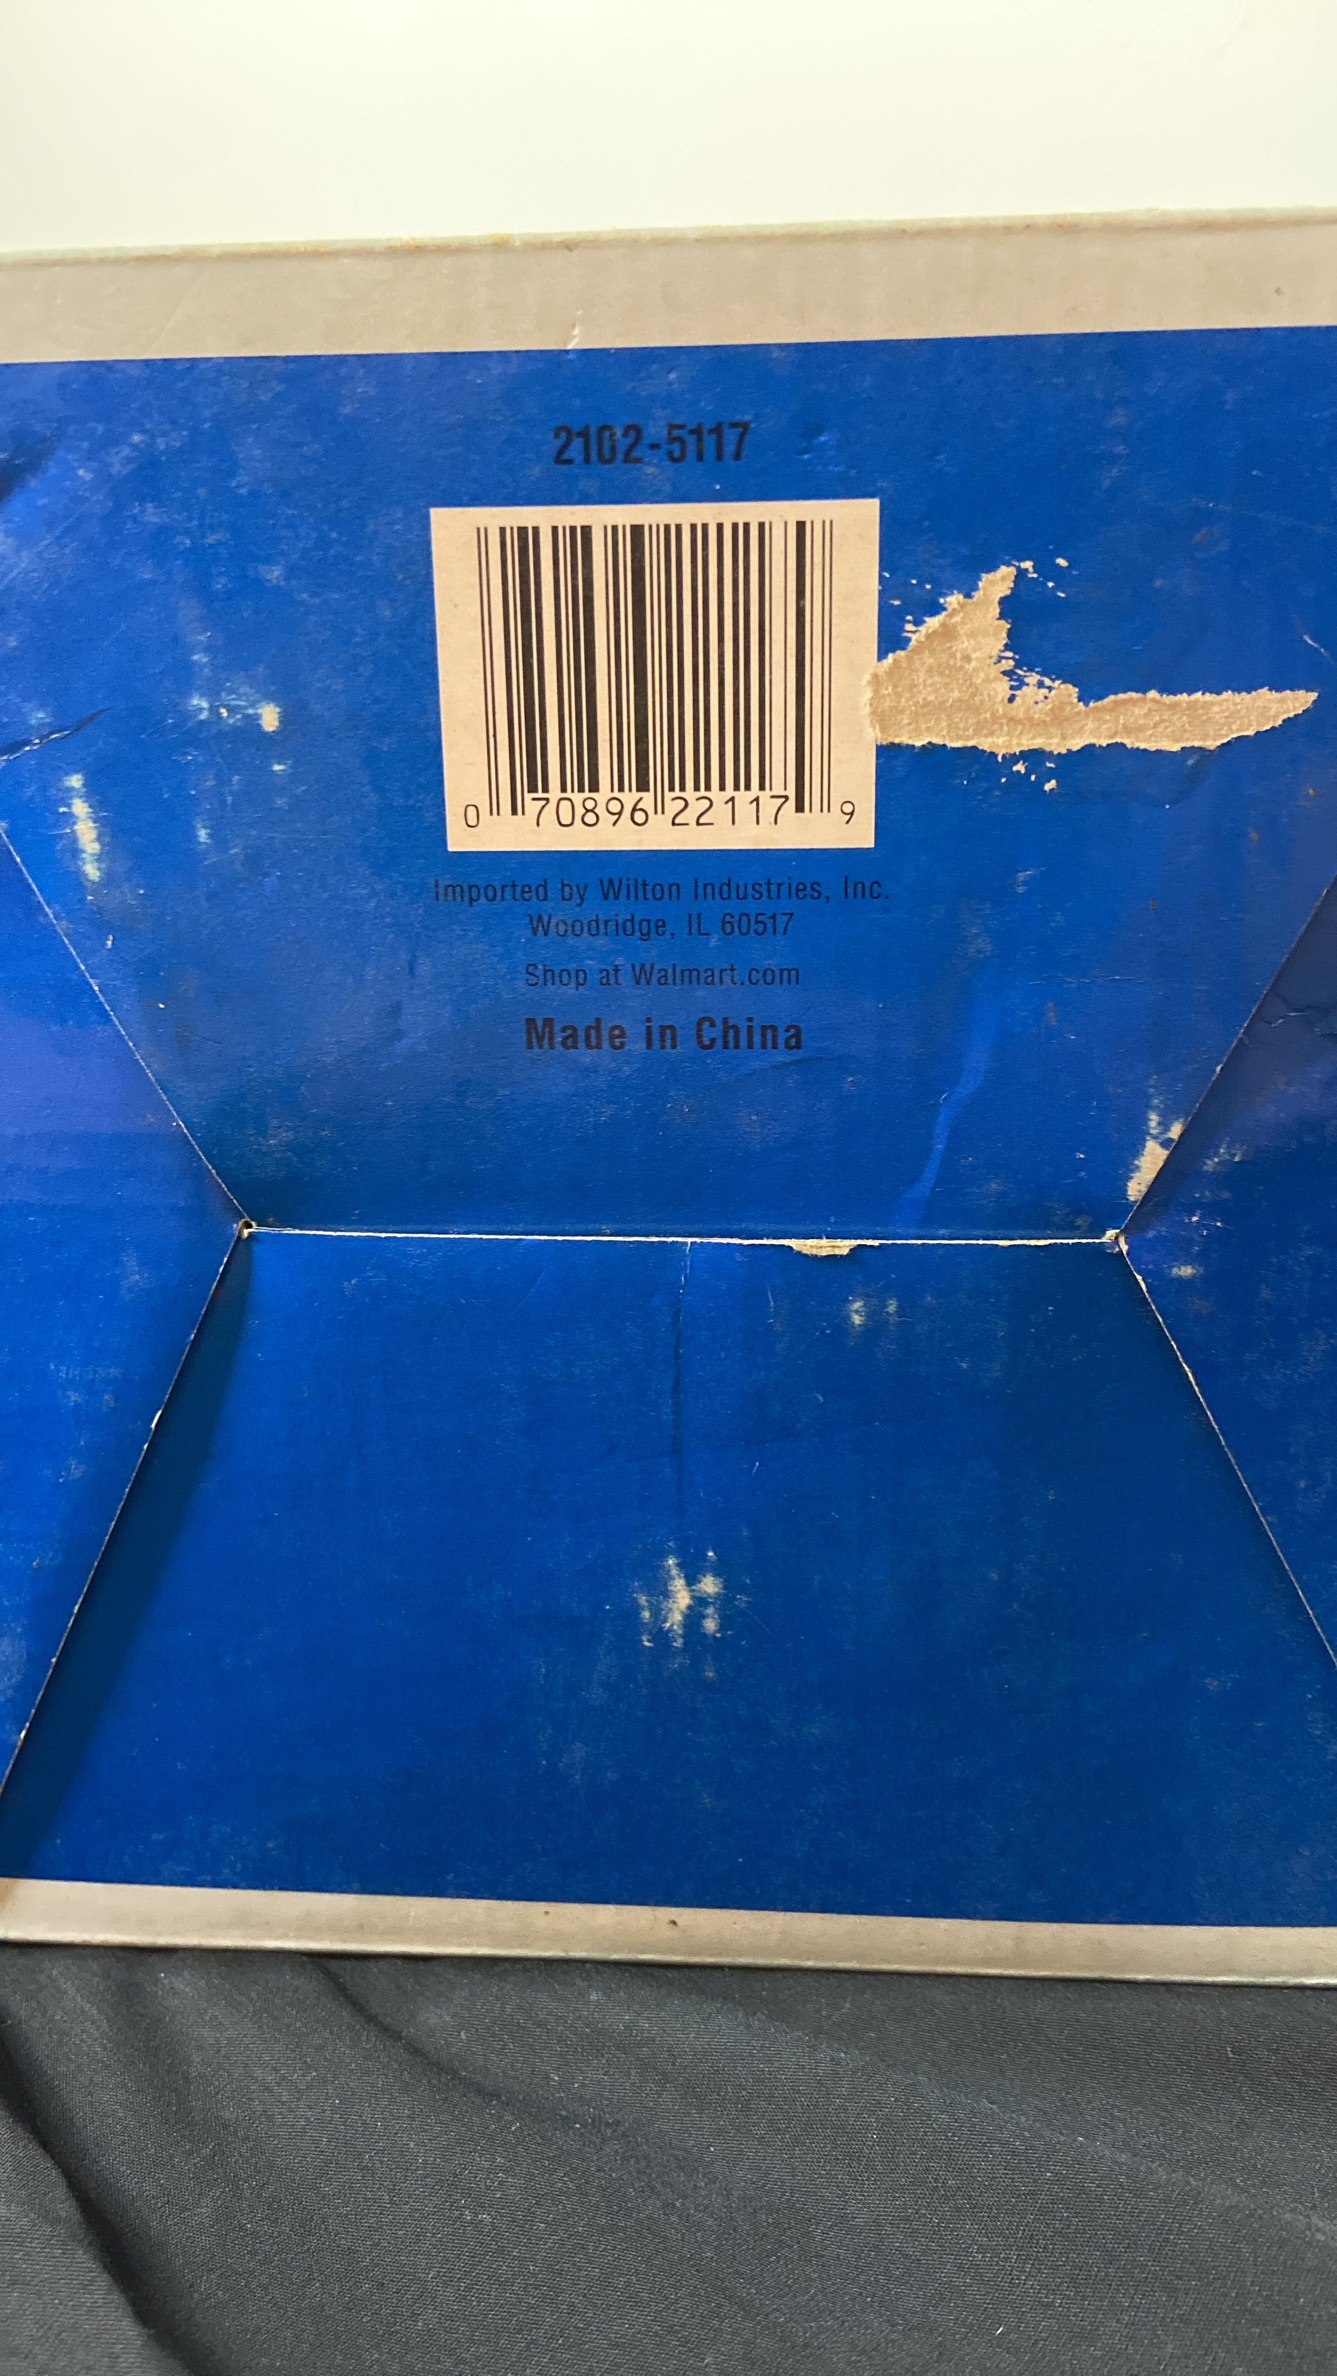 2102-5117
0 70896 22117 9
Imported by Wilton Industries, Inc.
Woodridge, IL 60517
Shop at Walmart.com
Made in China